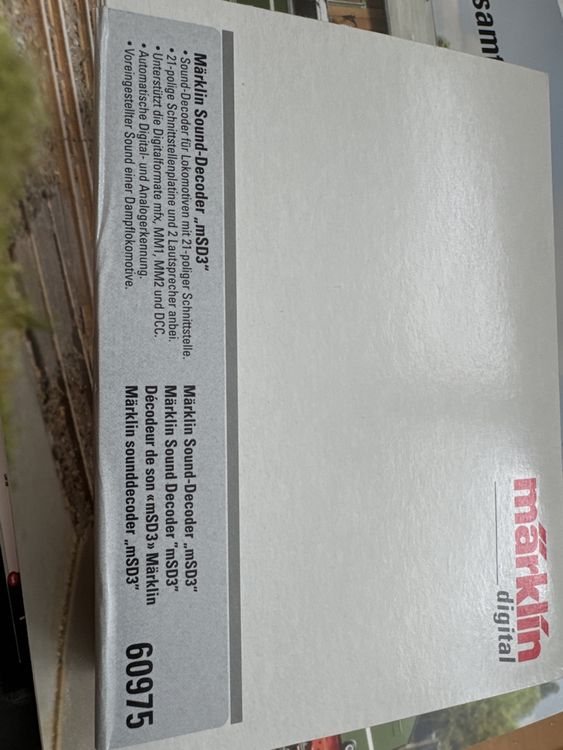 samt
märklin
digital
Märklin Sound-Decoder „mSD3“
• Sound-Decoder für Lokomotiven mit 21-poliger Schnittstelle.
• 21-polige Schnittstellenplatine und 2 Lautsprecher anbei.
• Unterstützt die Digitalformate mfx, MM1, MM2 und DCC.
• Automatische Digital- und Analogerkennung.
• Voreingestellter Sound einer Dampflokomotive.
Märklin Sound-Decoder „mSD3“
Märklin Sound Decoder "mSD3"
Décodeur de son «mSD3» Märklin
Märklin sounddecoder „mSD3”
60975